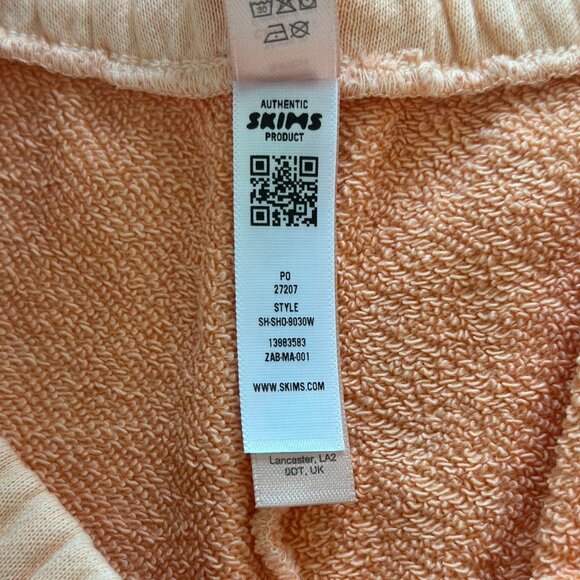 30
AUTHENTIC
SKIMS
PRODUCT
PO
27207
STYLE
SH-SHO-9030W
13983583
ZAB-MA-001
WWW.SKIMS.COM
Lancaster, LA2
0DT, UK